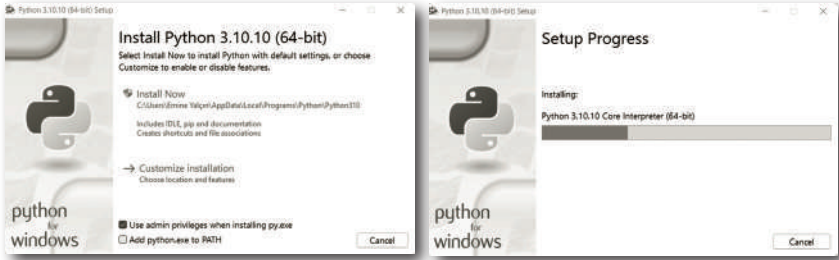 Python 3.10.10 (64-bit) Setup
Install Python 3.10.10 (64-bit)
Select Install Now to install Python with default settings, or choose
Customize to enable or disable features.
Install Now
C:\Users\Emine Yalçın\AppData\Local\Programs\Python\Python310
Includes IDLE, pip and documentation
Creates shortcuts and file associations
Customize installation
Choose location and features
python
for
windows
Use admin privileges when installing py.exe
Add python.exe to PATH
Cancel
Python 3.10.10 (64-bit) Setup
Setup Progress
Installing:
Python 3.10.10 Core Interpreter (64-bit)
python
for
windows
Cancel